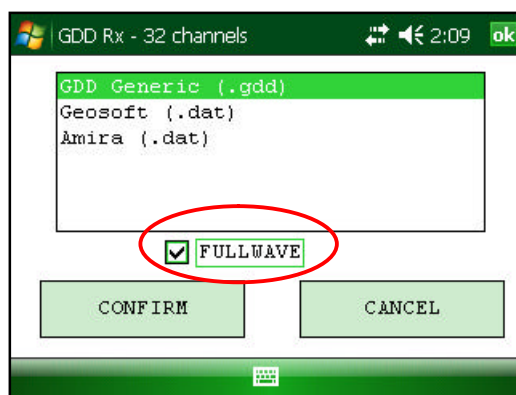 GDD Rx - 32 channels 2:09 ok
GDD Generic (.gdd)
Geosoft (.dat)
Amira (.dat)
FULLWAVE
CONFIRM CANCEL